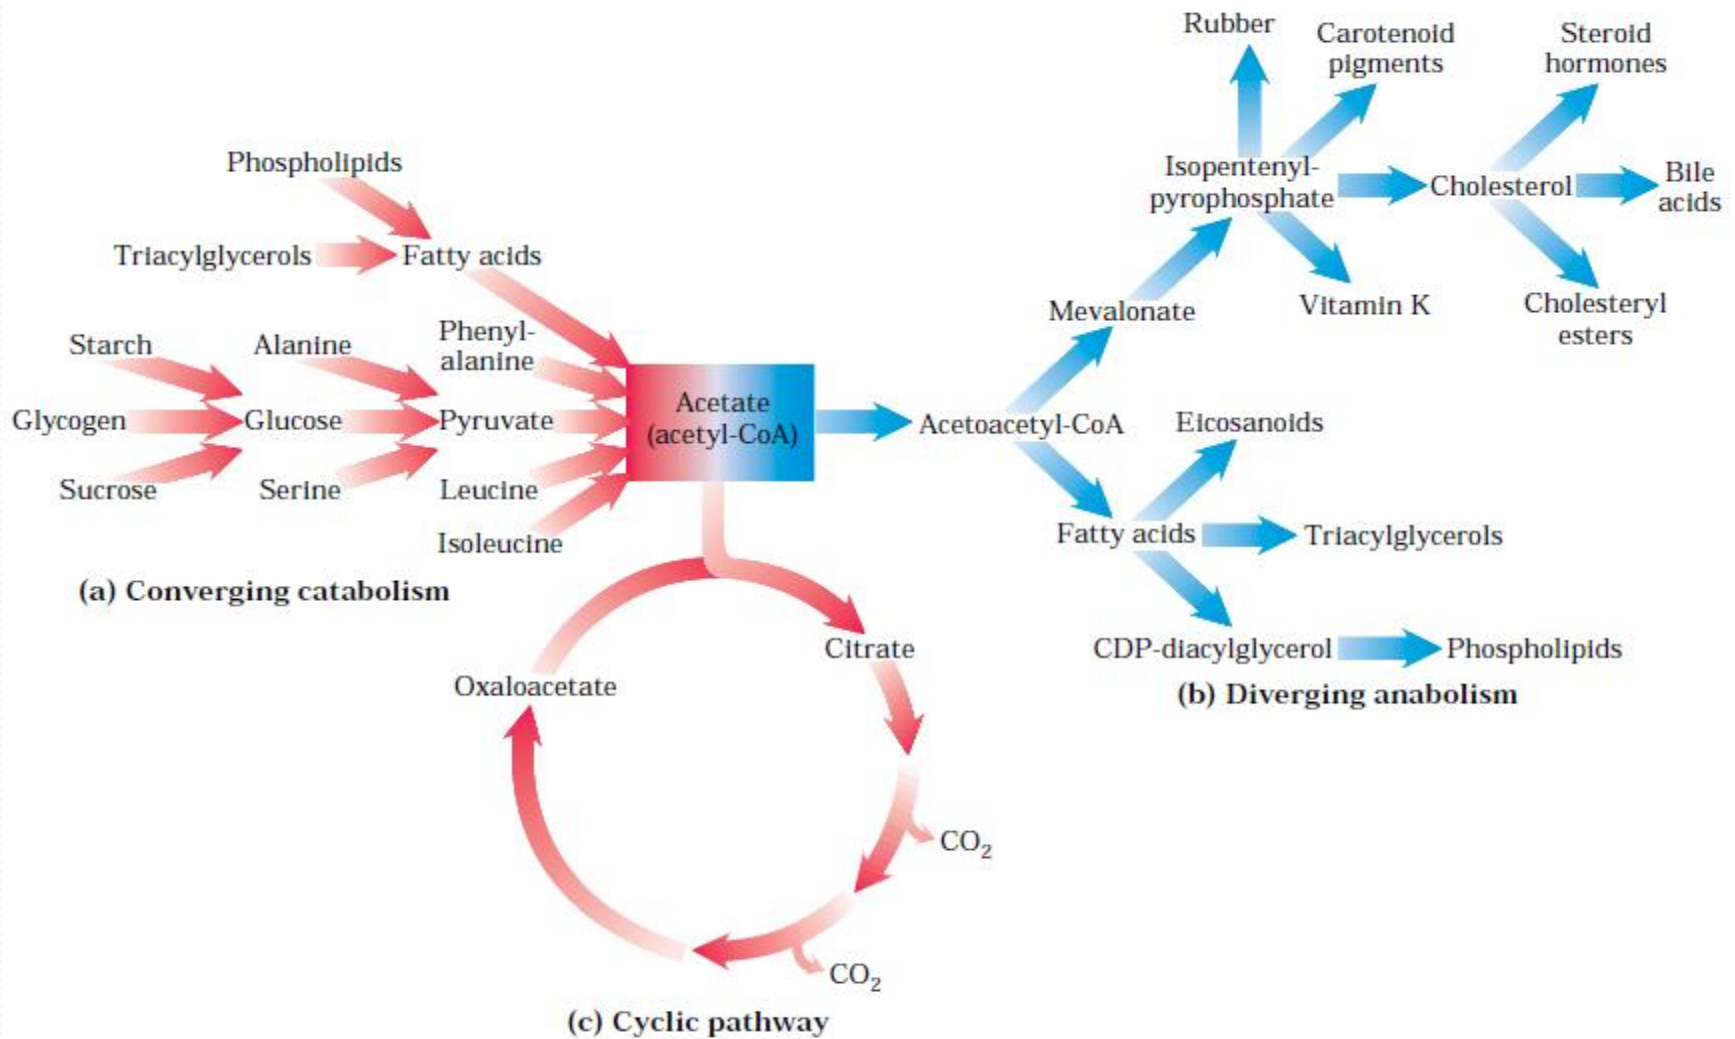 Rubber
Carotenoid
pigments
Steroid
hormones
Phospholipids
Isopentenyl-
pyrophosphate
Cholesterol
Bile
acids
Triacylglycerols
Fatty acids
Mevalonate
Vitamin K
Cholesteryl
esters
Starch
Alanine
Phenyl-
alanine
Glycogen
Glucose
Pyruvate
Acetate
(acetyl-CoA)
Acetoacetyl-CoA
Eicosanoids
Sucrose
Serine
Leucine
Isoleucine
Fatty acids
Triacylglycerols
(a) Converging catabolism
Citrate
CDP-diacylglycerol
Phospholipids
Oxaloacetate
(b) Diverging anabolism
CO₂
CO₂
(c) Cyclic pathway